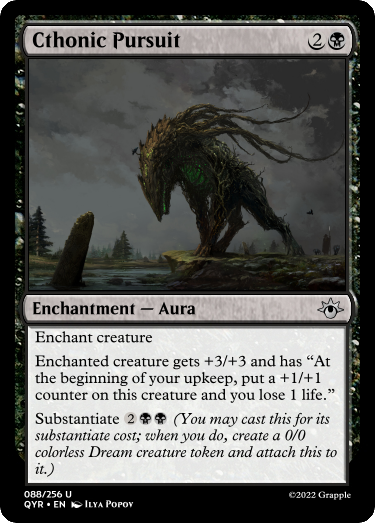 Cthonic Pursuit 2
Enchantment — Aura
Enchant creature
Enchanted creature gets +3/+3 and has “At
the beginning of your upkeep, put a +1/+1
counter on this creature and you lose 1 life.”
Substantiate 2 (You may cast this for its
substantiate cost; when you do, create a 0/0
colorless Dream creature token and attach this
to it.)
088/256 U
QYR • EN Ilya Popov
©2022 Grapple